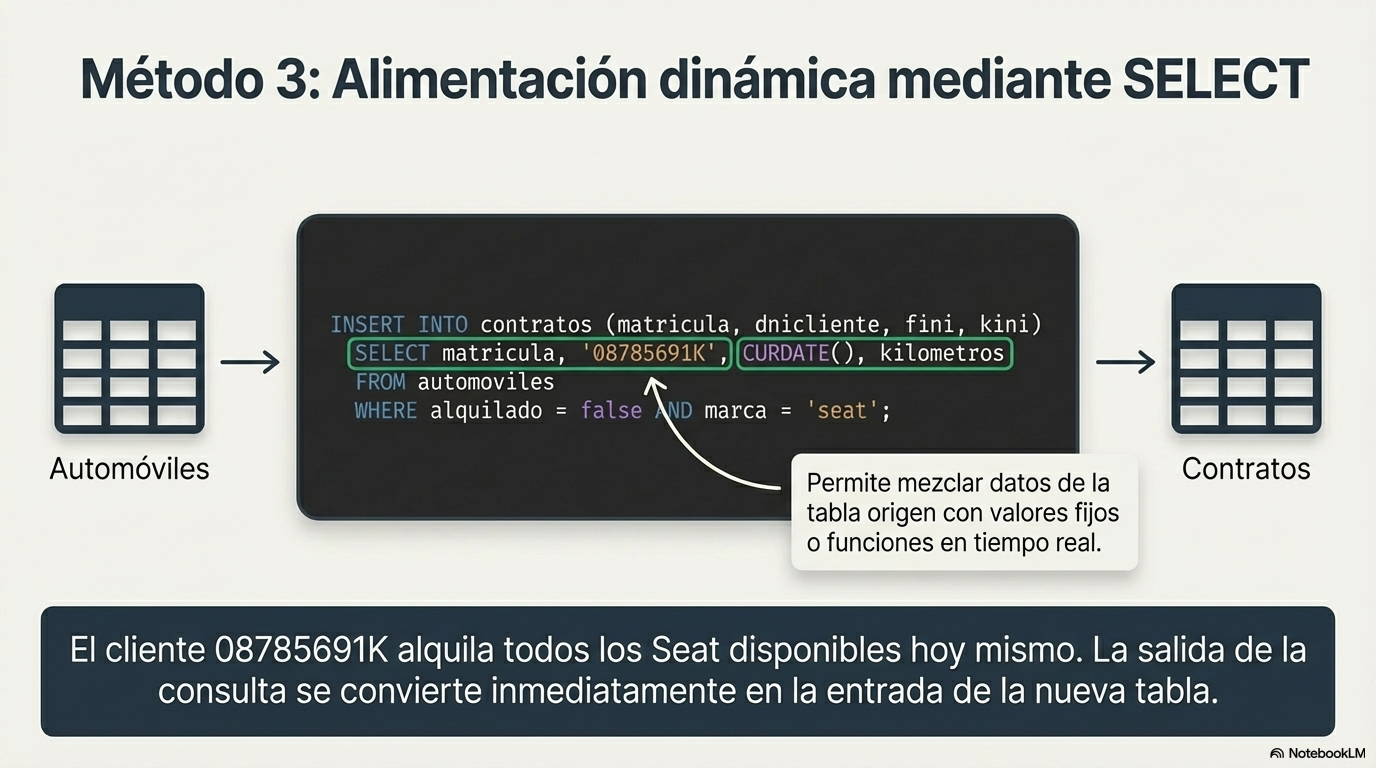 Método 3: Alimentación dinámica mediante SELECT
INSERT INTO contratos (matricula, dnicliente, fini, kini)
SELECT matricula, '08785691K', CURDATE(), kilometros
FROM automoviles
WHERE alquilado = false AND marca = 'seat';
Automóviles
Contratos
Permite mezclar datos de la
tabla origen con valores fijos
o funciones en tiempo real.
El cliente 08785691K alquila todos los Seat disponibles hoy mismo. La salida de la
consulta se convierte inmediatamente en la entrada de la nueva tabla.
NotebookLM